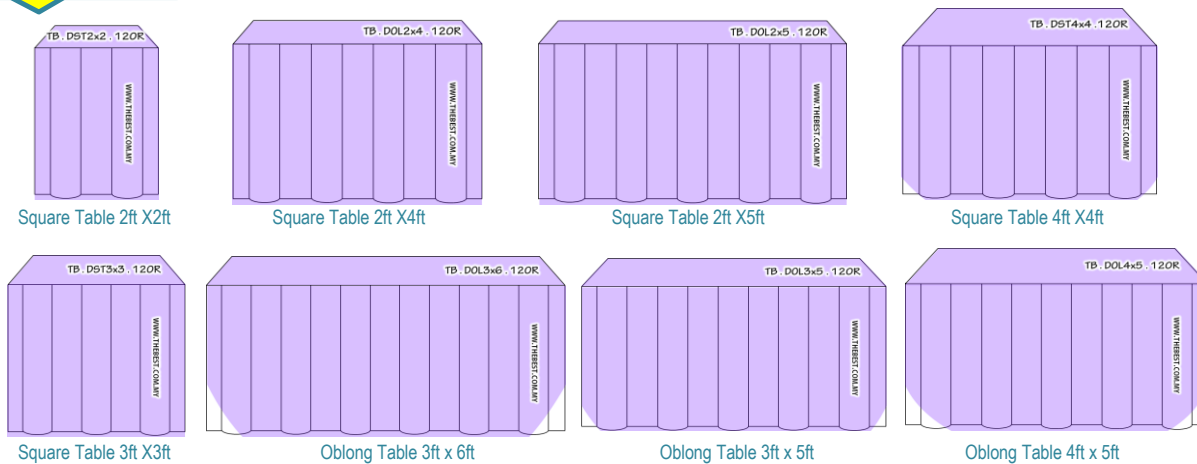 TB. DST2x2 . 120R
TB. DOL2x4 . 120R
TB. DOL2x5 . 120R
TB. DST4x4 . 120R
WWW.THEBEST.COM.MY
WWW.THEBEST.COM.MY
WWW.THEBEST.COM.MY
WWW.THEBEST.COM.MY
Square Table 2ft X2ft
Square Table 2ft X4ft
Square Table 2ft X5ft
Square Table 4ft X4ft
TB. DST3x3 . 120R
TB. DOL3x6 . 120R
TB. DOL3x5 . 120R
TB. DOL4x5 . 120R
WWW.THEBEST.COM.MY
WWW.THEBEST.COM.MY
WWW.THEBEST.COM.MY
WWW.THEBEST.COM.MY
Square Table 3ft X3ft
Oblong Table 3ft x 6ft
Oblong Table 3ft x 5ft
Oblong Table 4ft x 5ft